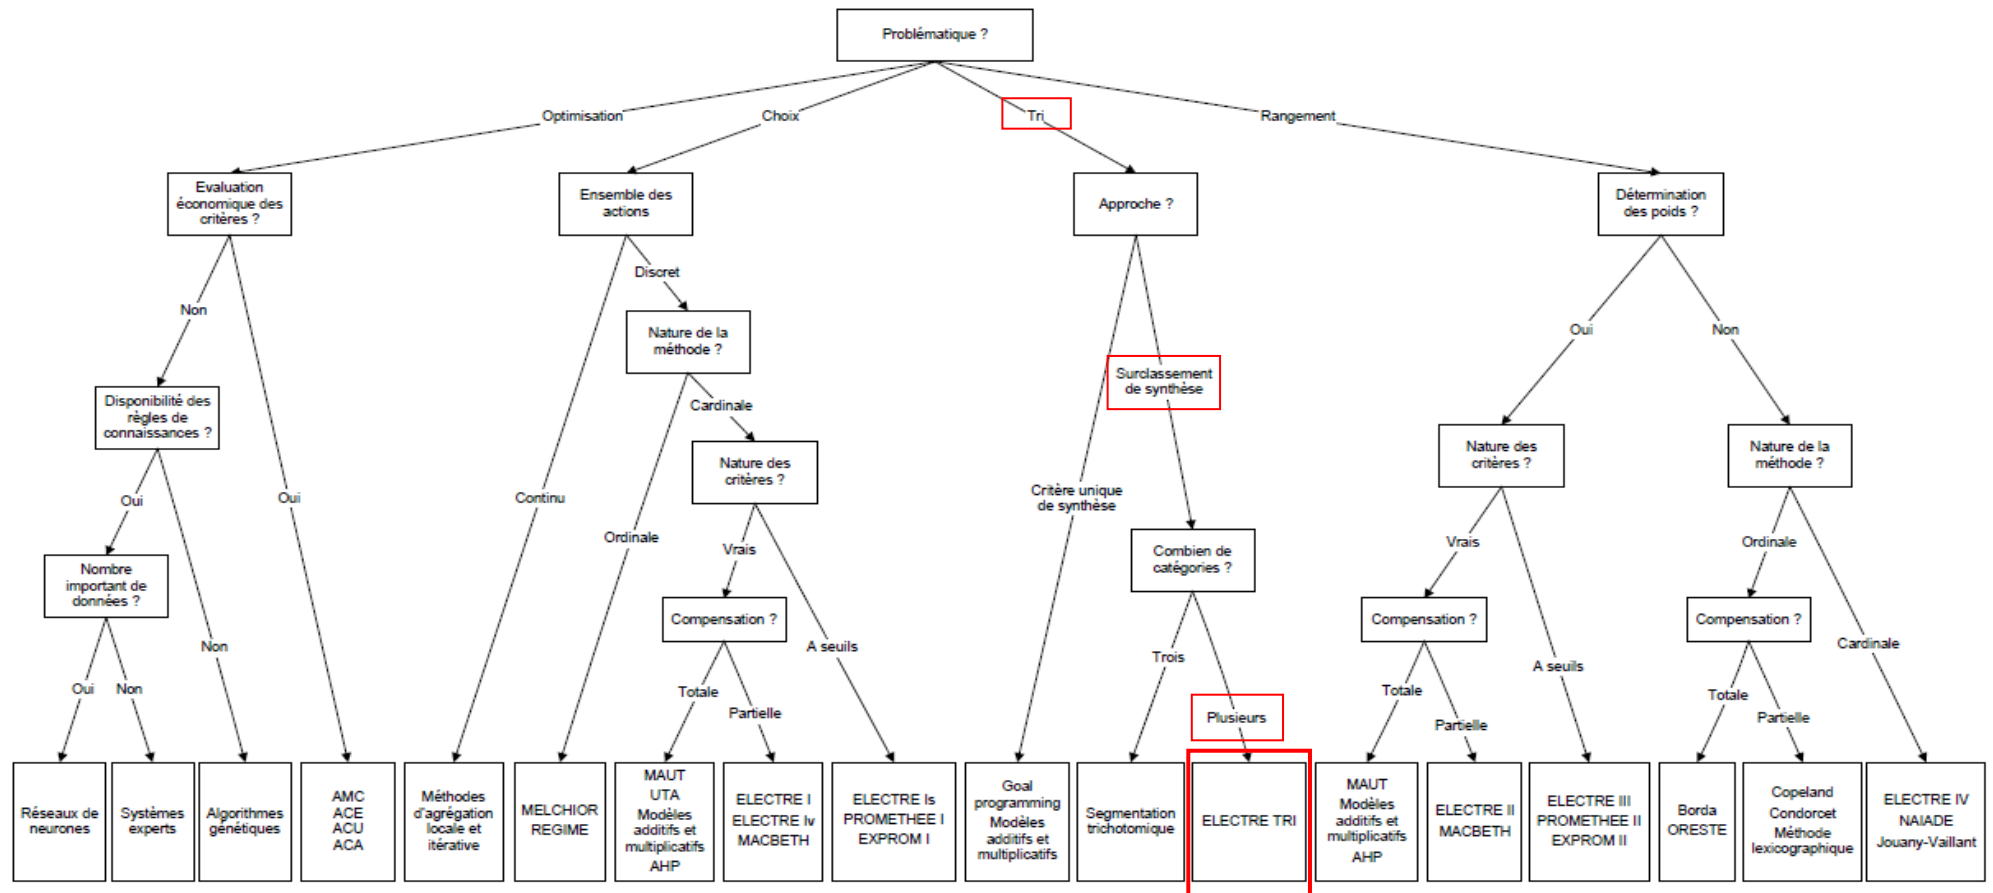 Problématique ?
Optimisation
Choix
Tri
Rangement
Evaluation
économique des
critères ?
Ensemble des
actions
Approche ?
Détermination
des poids ?
Discret
Non
Nature de la
méthode ?
Oui
Non
Surclassement
de synthèse
Disponibilité des
règles de
connaissances ?
Cardinale
Nature des
critères ?
Nature des
critères ?
Nature de la
méthode ?
Oui
Oui
Continu
Critère unique
de synthèse
Ordinale
Vrais
Combien de
catégories ?
Vrais
Ordinale
Nombre
important de
données ?
Compensation ?
Compensation ?
Compensation ?
Non
A seuils
Trois
A seuils
Cardinale
Oui
Non
Totale
Partielle
Plusieurs
Totale
Partielle
Totale
Partielle
Réseaux de
neurones
Systèmes
experts
Algorithmes
génétiques
AMC
ACE
ACU
ACA
Méthodes
d'agrégation
locale et
itérative
MELCHIOR
REGIME
MAUT
UTA
Modèles
additifs et
multiplicatifs
AHP
ELECTRE I
ELECTRE Iv
MACBETH
ELECTRE Is
PROMETHEE I
EXPROM I
Goal
programming
Modèles
additifs et
multiplicatifs
Segmentation
trichotomique
ELECTRE TRI
MAUT
Modèles
additifs et
multiplicatifs
AHP
ELECTRE II
MACBETH
ELECTRE III
PROMETHEE II
EXPROM II
Borda
ORESTE
Copeland
Condorcet
Méthode
lexicographique
ELECTRE IV
NAIADE
Jouany-Vaillant